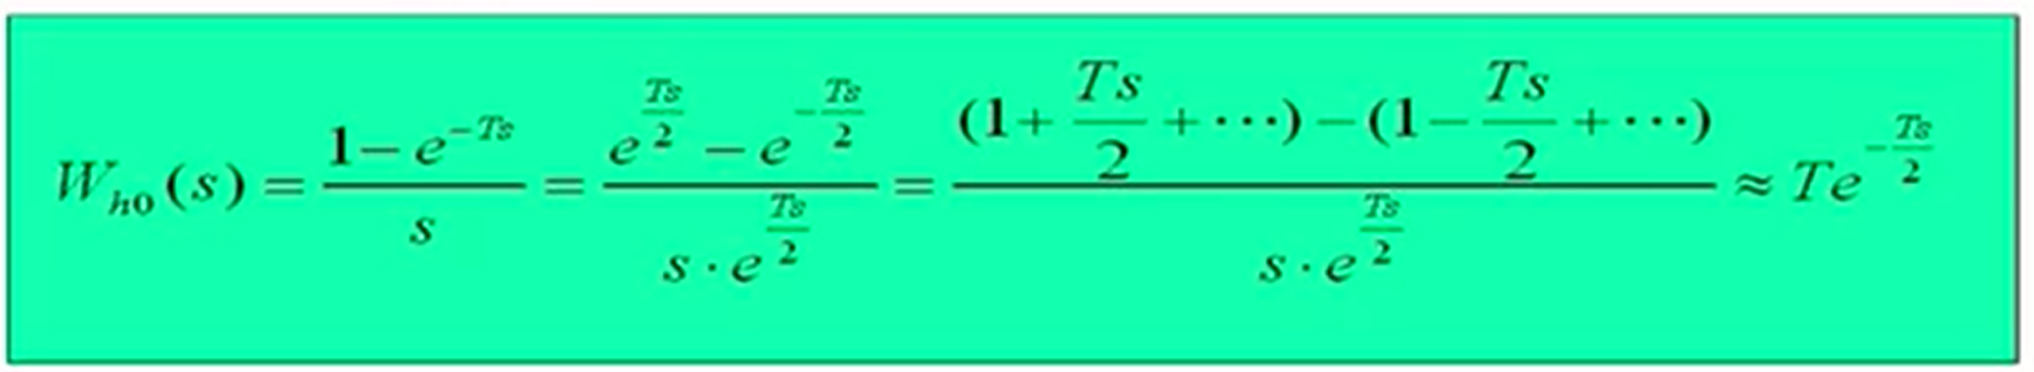 $W_{h0}(s) = \frac{1-e^{-Ts}}{s} = \frac{e^{\frac{Ts}{2}} - e^{-\frac{Ts}{2}}}{s \cdot e^{\frac{Ts}{2}}} = \frac{(1+\frac{Ts}{2}+\cdots)-(1-\frac{Ts}{2}+\cdots)}{s \cdot e^{\frac{Ts}{2}}} \approx Te^{-\frac{Ts}{2}}$